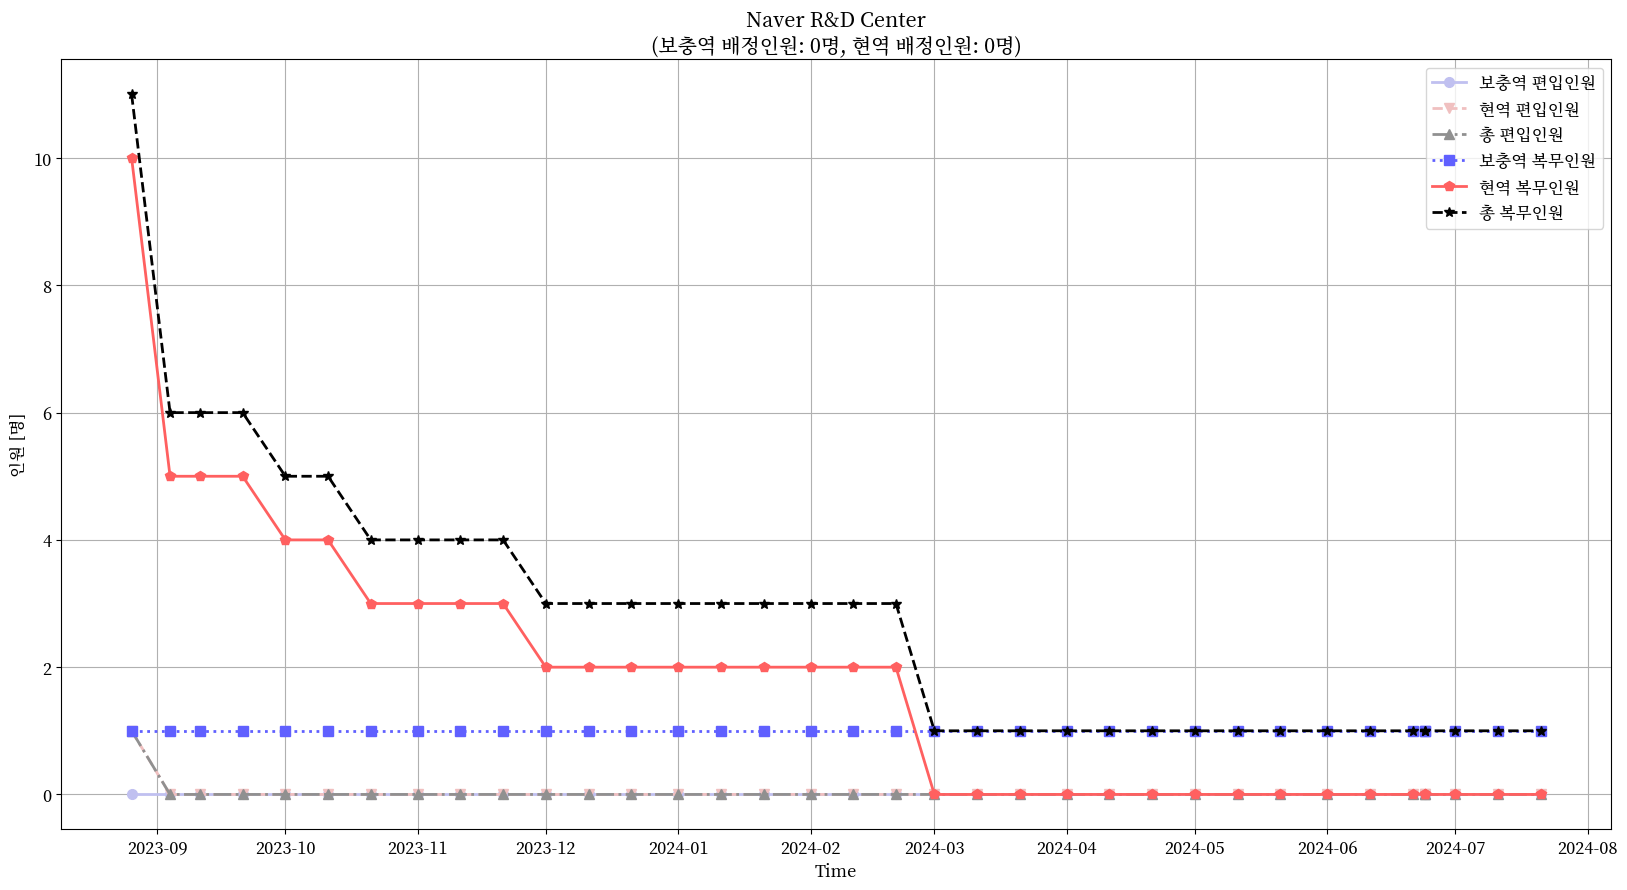 Naver R&D Center
(보충역 배정인원: 0명, 현역 배정인원: 0명)
보충역 편입인원
현역 편입인원
총 편입인원
보충역 복무인원
현역 복무인원
총 복무인원
인원 [명]
10
8
6
4
2
0
2023-09 2023-10 2023-11 2023-12 2024-01 2024-02 2024-03 2024-04 2024-05 2024-06 2024-07 2024-08
Time